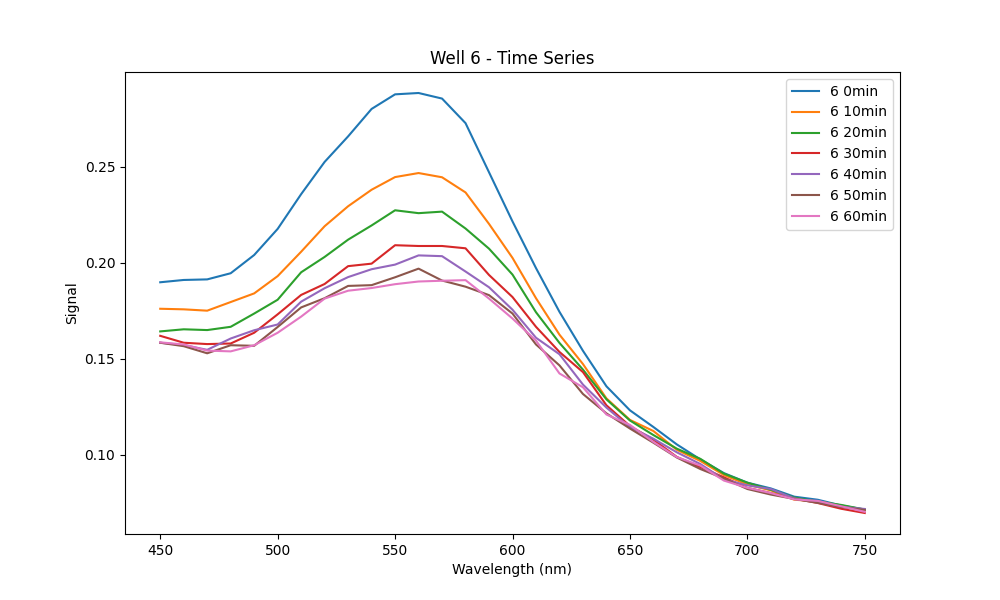 Well 6 - Time Series
6 0min
6 10min
6 20min
6 30min
6 40min
6 50min
6 60min
Signal
0.25
0.20
0.15
0.10
450 500 550 600 650 700 750
Wavelength (nm)